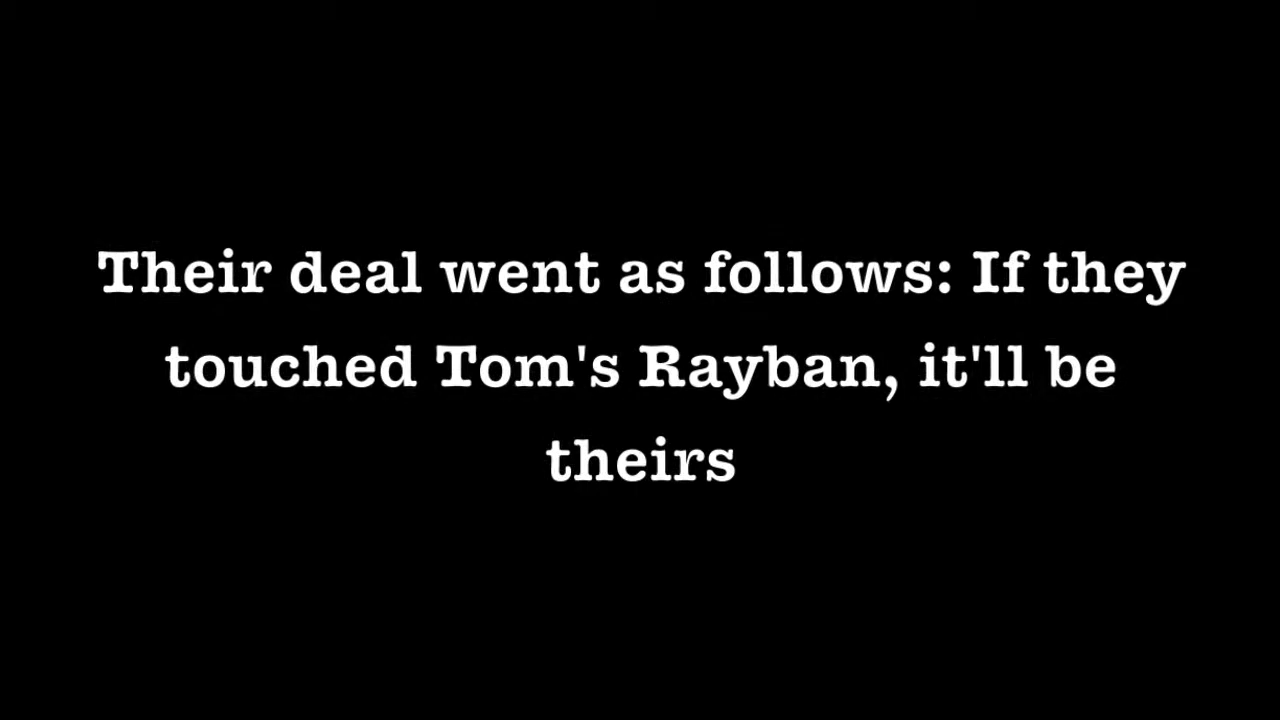 Their deal went as follows: If they
touched Tom's Rayban, it'll be
theirs